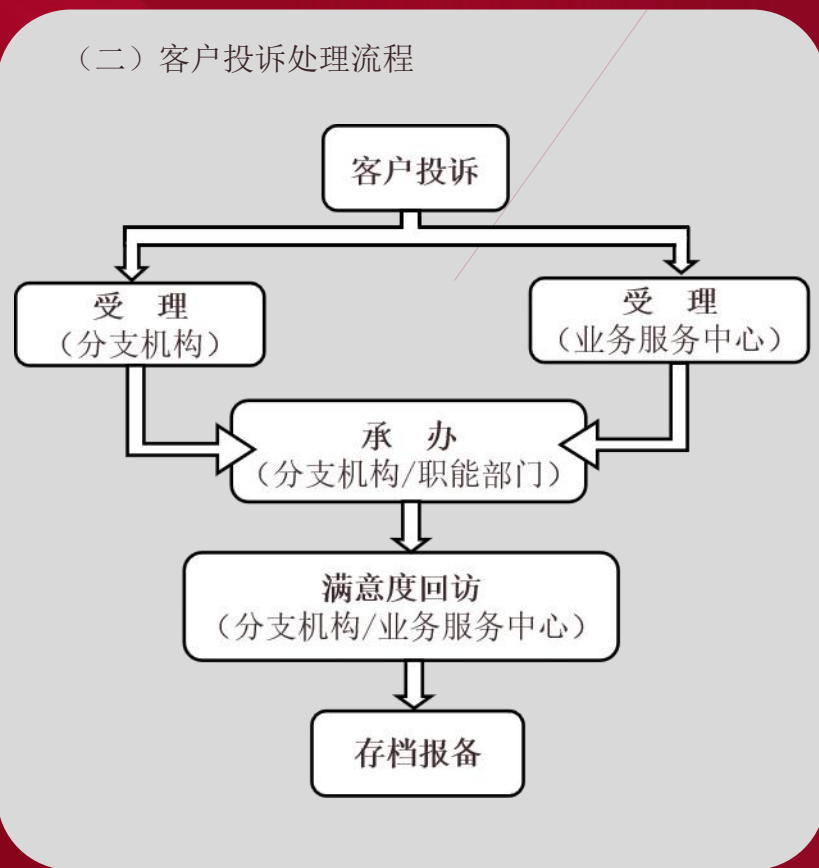 （二）客户投诉处理流程
客户投诉
受 理
（分支机构）
受 理
（业务服务中心）
承 办
（分支机构/职能部门）
满意度回访
（分支机构/业务服务中心）
存档报备